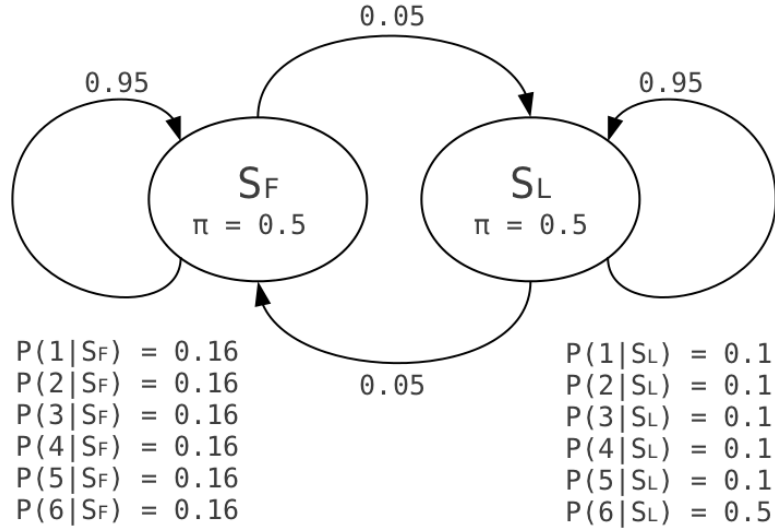 0.05
0.95
0.95
SF
π = 0.5
SL
π = 0.5
0.05
P(1|SF) = 0.16
P(2|SF) = 0.16
P(3|SF) = 0.16
P(4|SF) = 0.16
P(5|SF) = 0.16
P(6|SF) = 0.16
P(1|SL) = 0.1
P(2|SL) = 0.1
P(3|SL) = 0.1
P(4|SL) = 0.1
P(5|SL) = 0.1
P(6|SL) = 0.5